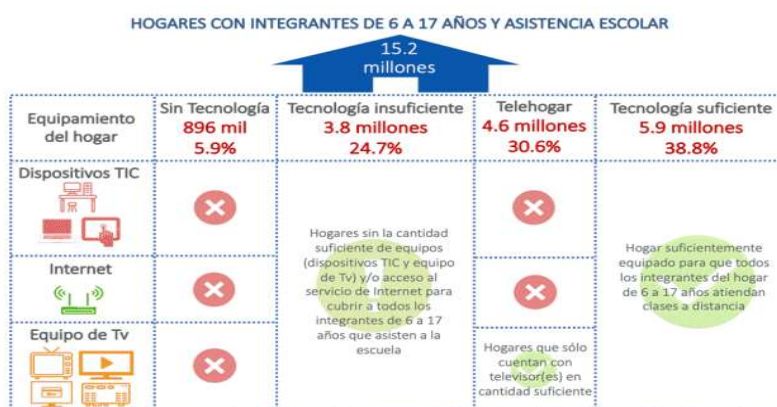 HOGARES CON INTEGRANTES DE 6 A 17 AÑOS Y ASISTENCIA ESCOLAR
15.2
millones
Equipamiento
del hogar
Sin Tecnología
896 mil
5.9%
Tecnología insuficiente
3.8 millones
24.7%
Telehogar
4.6 millones
30.6%
Tecnología suficiente
5.9 millones
38.8%
Dispositivos TIC
Internet
Equipo de Tv
Hogares sin la cantidad
suficiente de equipos
(dispositivos TIC y equipo
de Tv) y/o acceso al
servicio de Internet para
cubrir a todos los
integrantes de 6 a 17
años que asisten a la
escuela
Hogares que sólo
cuentan con
televisor(es) en
cantidad suficiente
Hogar suficientemente
equipado para que todos
los integrantes del hogar
de 6 a 17 años atiendan
clases a distancia